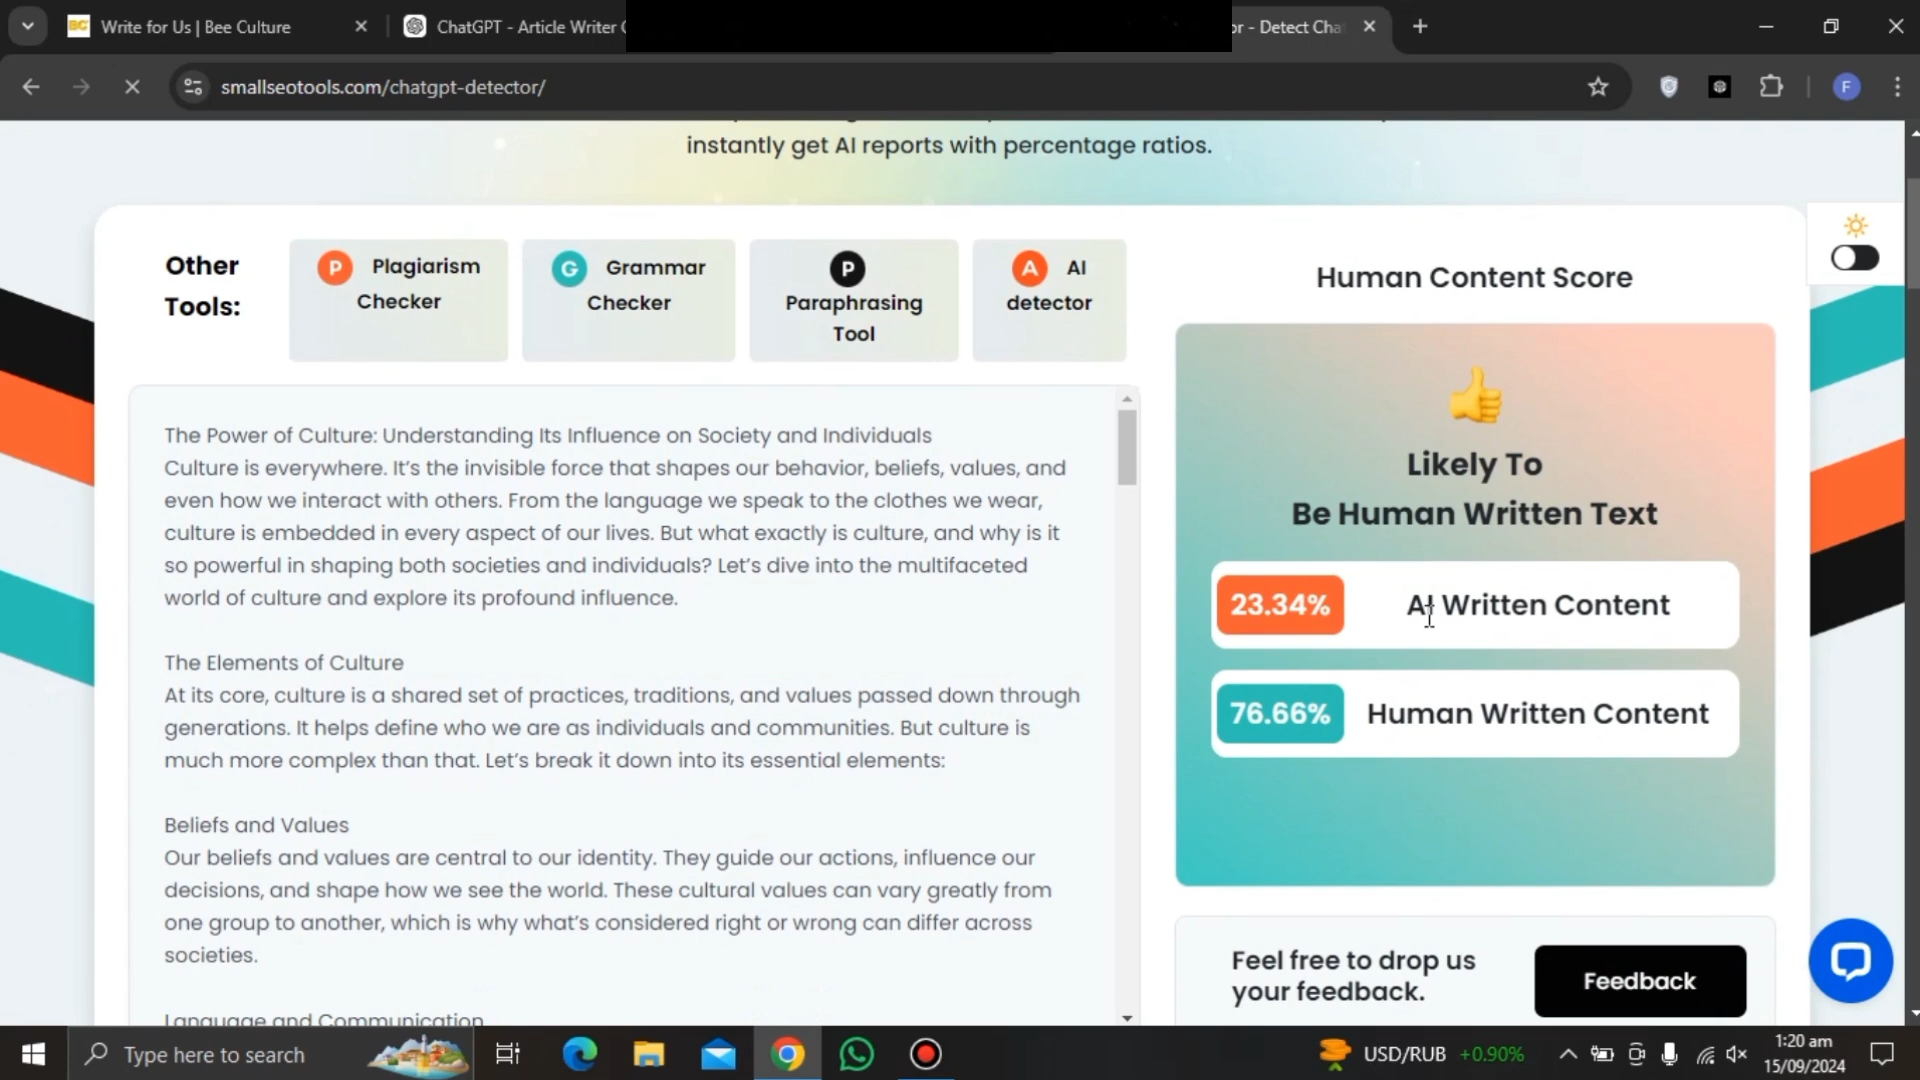 Write for Us | Bee Culture
ChatGPT - Article Writer
or - Detect Chat
smallseotools.com/chatgpt-detector/
instantly get AI reports with percentage ratios.
Other
Tools:
P Plagiarism
Checker
G Grammar
Checker
P
Paraphrasing
Tool
A AI
detector
The Power of Culture: Understanding Its Influence on Society and Individuals
Culture is everywhere. It’s the invisible force that shapes our behavior, beliefs, values, and
even how we interact with others. From the language we speak to the clothes we wear,
culture is embedded in every aspect of our lives. But what exactly is culture, and why is it
so powerful in shaping both societies and individuals? Let’s dive into the multifaceted
world of culture and explore its profound influence.
The Elements of Culture
At its core, culture is a shared set of practices, traditions, and values passed down through
generations. It helps define who we are as individuals and communities. But culture is
much more complex than that. Let’s break it down into its essential elements:
Beliefs and Values
Our beliefs and values are central to our identity. They guide our actions, influence our
decisions, and shape how we see the world. These cultural values can vary greatly from
one group to another, which is why what’s considered right or wrong can differ across
societies.
Language and Communication
Human Content Score
Likely To
Be Human Written Text
23.34% AI Written Content
76.66% Human Written Content
Feel free to drop us
your feedback.
Feedback
F
Type here to search
USD/RUB +0.90%
1:20 am
15/09/2024